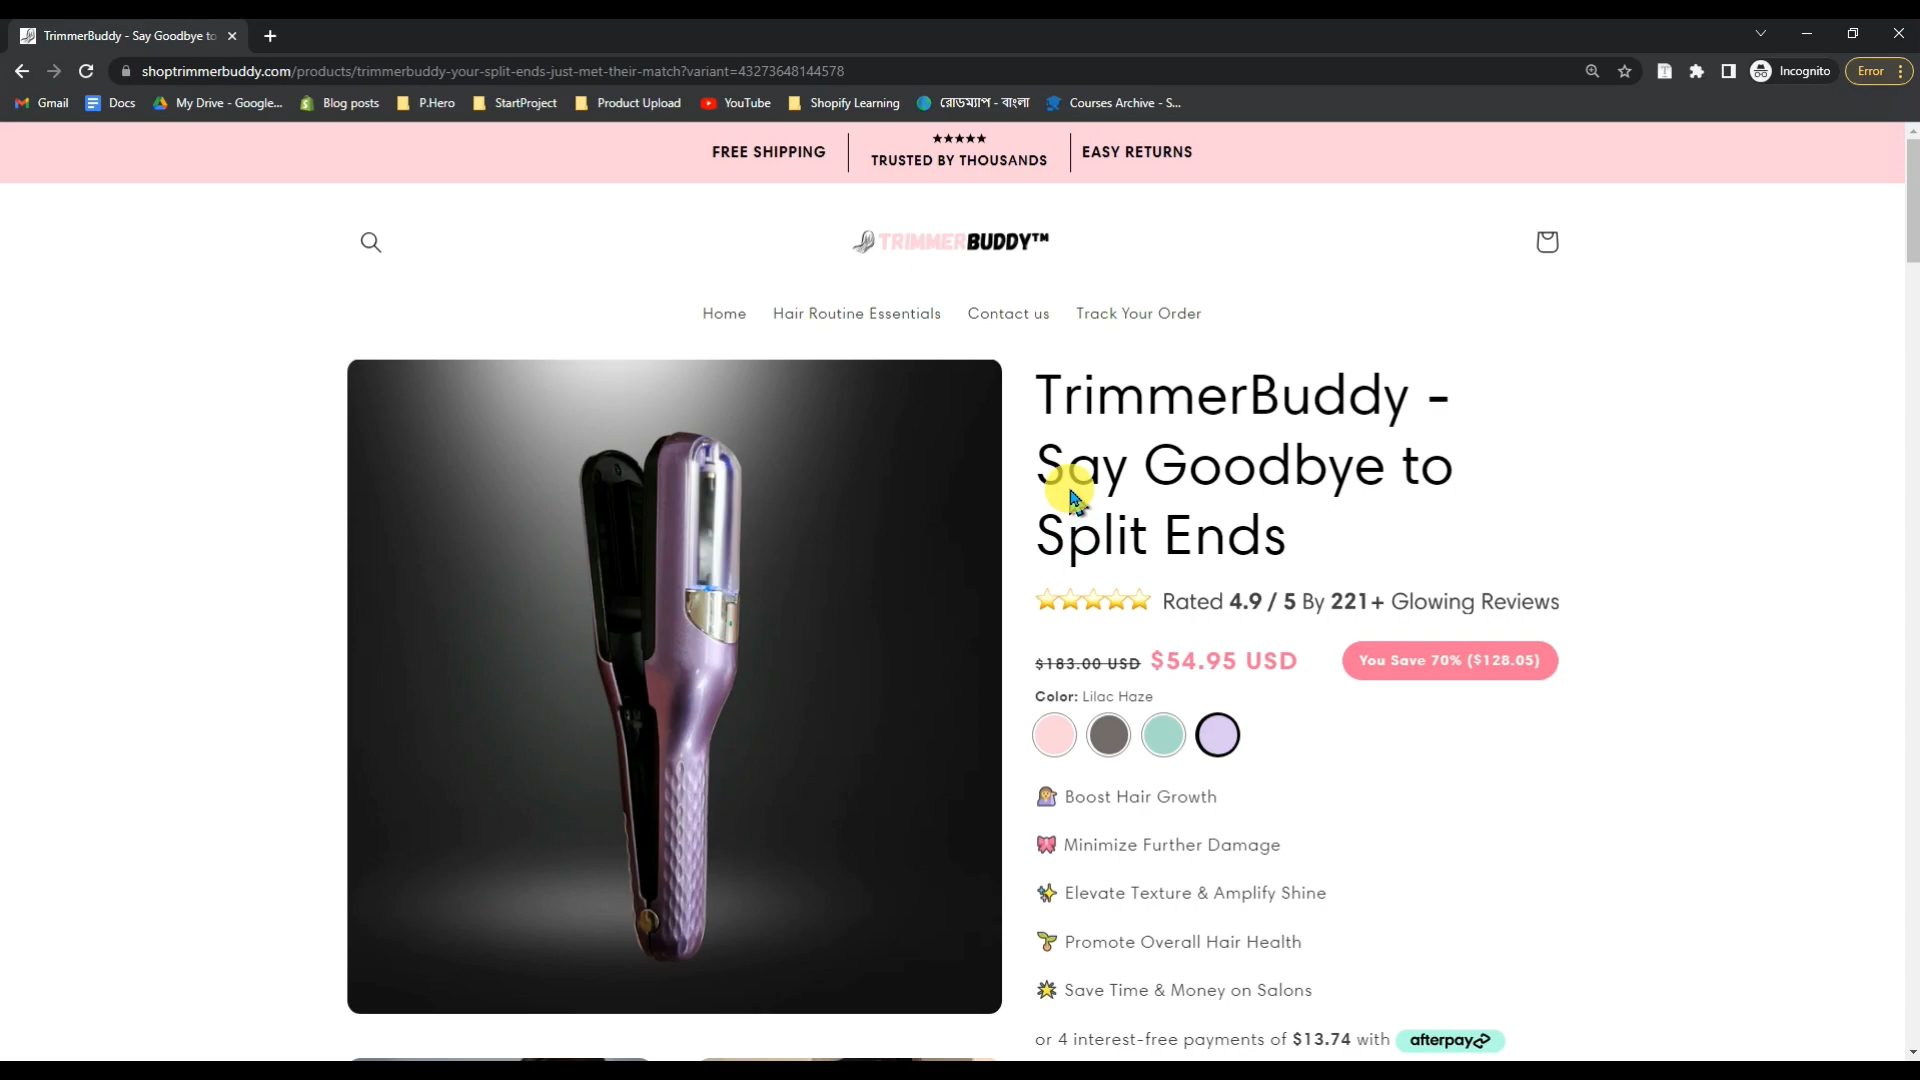 TrimmerBuddy - Say Goodbye to
shoptrimmerbuddy.com/products/trimmerbuddy-your-split-ends-just-met-their-match?variant=43273648144578
Incognito
Error
Gmail
Docs
My Drive - Google...
Blog posts
P.Hero
StartProject
Product Upload
YouTube
Shopify Learning
রোডম্যাপ - বাংলা
Courses Archive - S...
FREE SHIPPING
★★★★★
TRUSTED BY THOUSANDS
EASY RETURNS
TRIMMERBUDDY™
Home
Hair Routine Essentials
Contact us
Track Your Order
TrimmerBuddy -
Say Goodbye to
Split Ends
Rated 4.9 / 5 By 221+ Glowing Reviews
$183.00 USD $54.95 USD
You Save 70% ($128.05)
Color: Lilac Haze
Boost Hair Growth
Minimize Further Damage
Elevate Texture & Amplify Shine
Promote Overall Hair Health
Save Time & Money on Salons
or 4 interest-free payments of $13.74 with afterpay